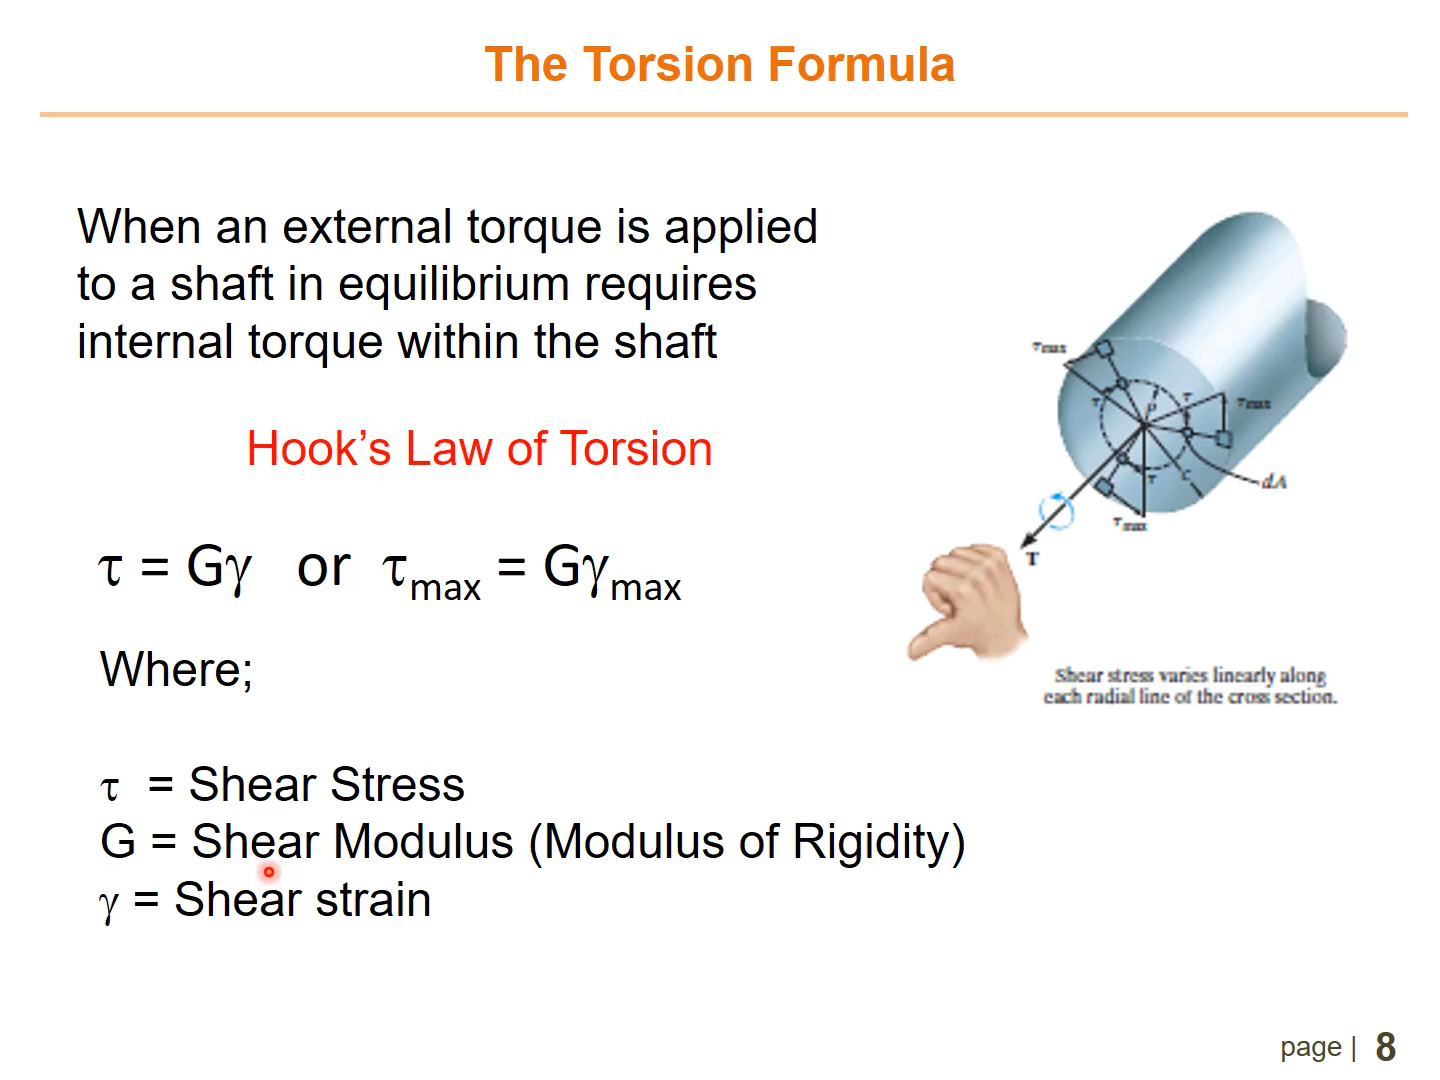 The Torsion Formula
When an external torque is applied
to a shaft in equilibrium requires
internal torque within the shaft
Hook’s Law of Torsion
τ = Gγ or τmax = Gγmax
Where;
τ = Shear Stress
G = Shear Modulus (Modulus of Rigidity)
γ = Shear strain
τmax
τ
ρ
τ
τmax
τ
c
dA
τmax
T
Shear stress varies linearly along
each radial line of the cross section.
page | 8